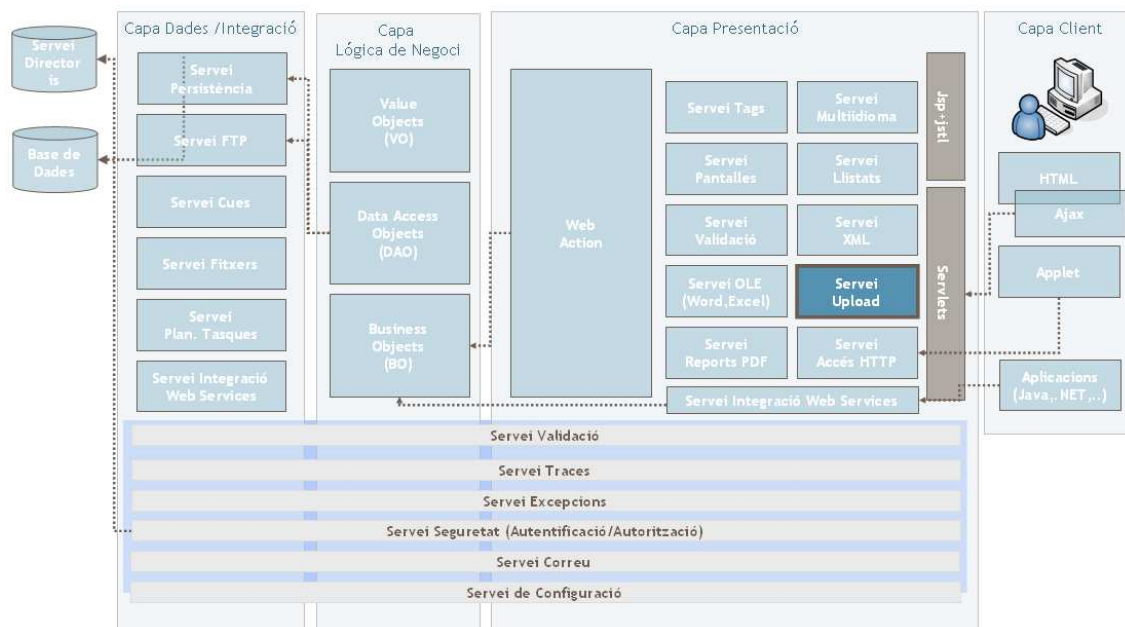 Servei
Director
is
Base de
Dades
Capa Dades /Integració
Servei
Persistència
Servei FTP
Servei Cues
Servei Fitxers
Servei
Plan. Tasques
Servei Integració
Web Services
Capa
Lógica de Negoci
Value
Objects
(VO)
Data Access
Objects
(DAO)
Business
Objects
(BO)
Capa Presentació
Web
Action
Servei Tags
Servei
Multiidioma
Servei
Pantalles
Servei
Llistats
Servei
Validació
Servei
XML
Servei OLE
(Word,Excel)
Servei
Upload
Servei
Reports PDF
Servei
Accés HTTP
Servei Integració Web Services
Jsp+jstl
Servlets
Capa Client
HTML
Ajax
Applet
Aplicacions
(Java,.NET,..)
Servei Validació
Servei Traces
Servei Excepcions
Servei Seguretat (Autentificació/Autorització)
Servei Correu
Servei de Configuració